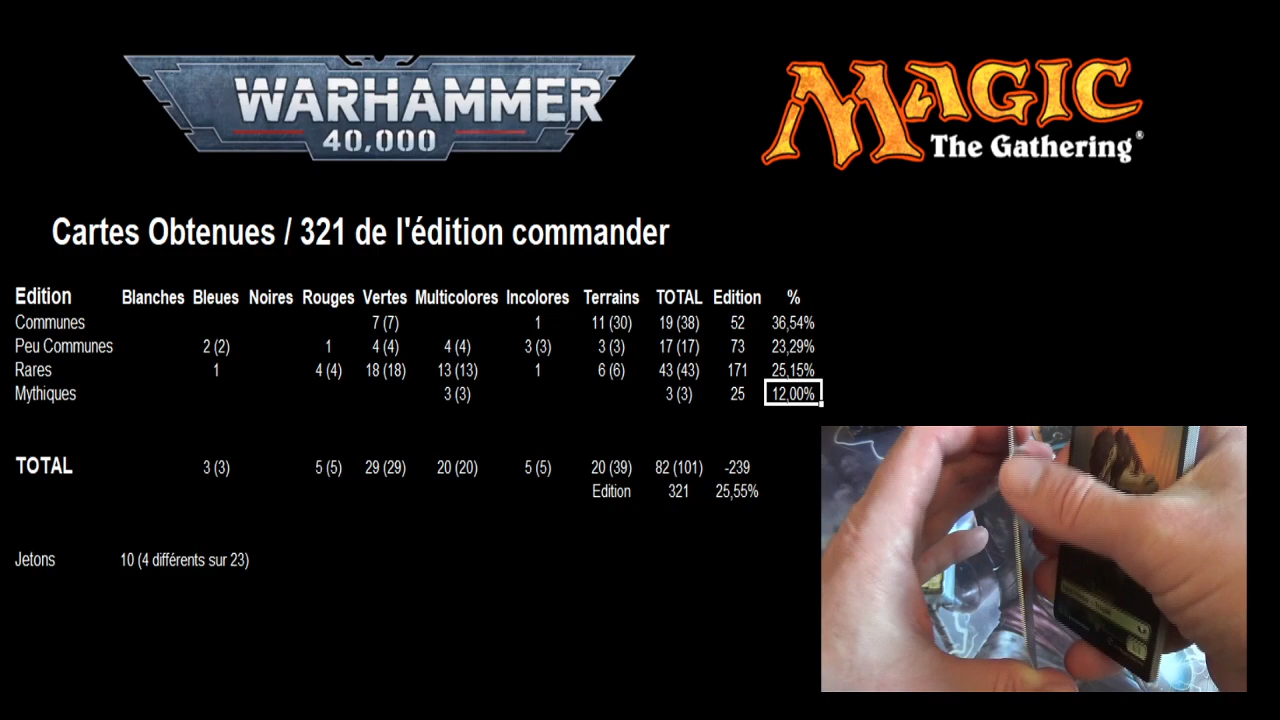 WARHAMMER
40,000
MAGIC
The Gathering®
Cartes Obtenues / 321 de l'édition commander
Edition Blanches Bleues Noires Rouges Vertes Multicolores Incolores Terrains TOTAL Edition %
Communes 7 (7) 1 11 (30) 19 (38) 52 36,54%
Peu Communes 2 (2) 1 4 (4) 4 (4) 3 (3) 3 (3) 17 (17) 73 23,29%
Rares 1 4 (4) 18 (18) 13 (13) 1 6 (6) 43 (43) 171 25,15%
Mythiques 3 (3) 3 (3) 25 12,00%
TOTAL 3 (3) 5 (5) 29 (29) 20 (20) 5 (5) 20 (39) 82 (101) -239
Edition 321 25,55%
Jetons 10 (4 différents sur 23)